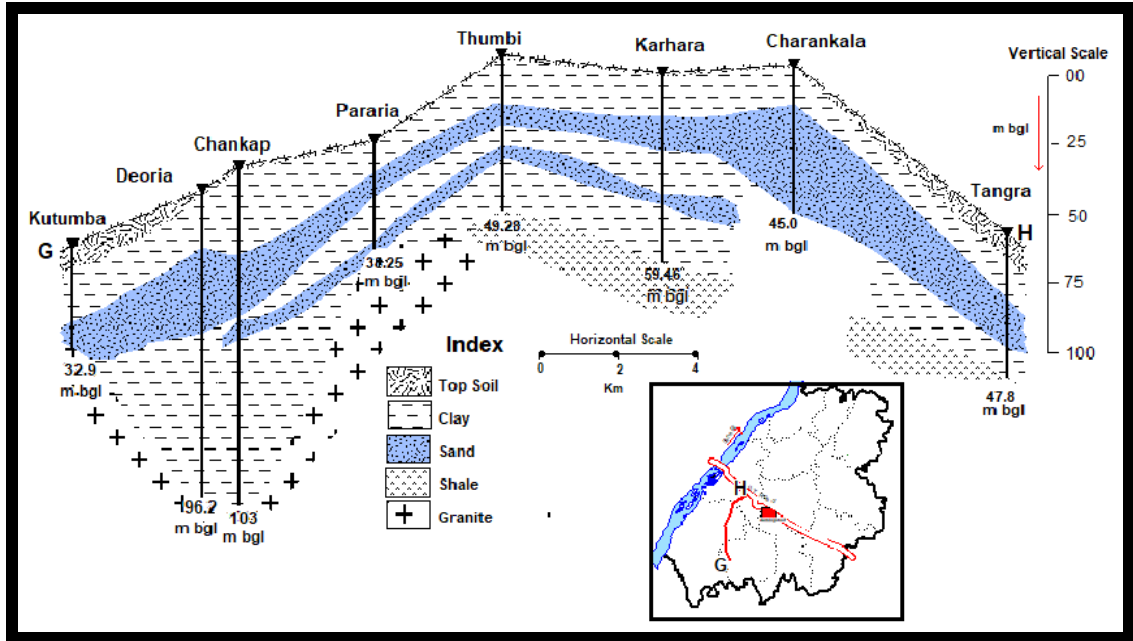 Thumbi
Karhara
Charankala
Vertical Scale
00
m bgl
25
50
75
100
Pararia
Chankap
Deoria
Kutumba
G
Tangra
H
49.28
m bgl
45.0
m bgl
38.25
m bgl
59.46
m bgl
32.9
m bgl
47.8
m bgl
96.2
m bgl
103
m bgl
Index
Top Soil
Clay
Sand
Shale
Granite
Horizontal Scale
0
2
4
Km
H
G